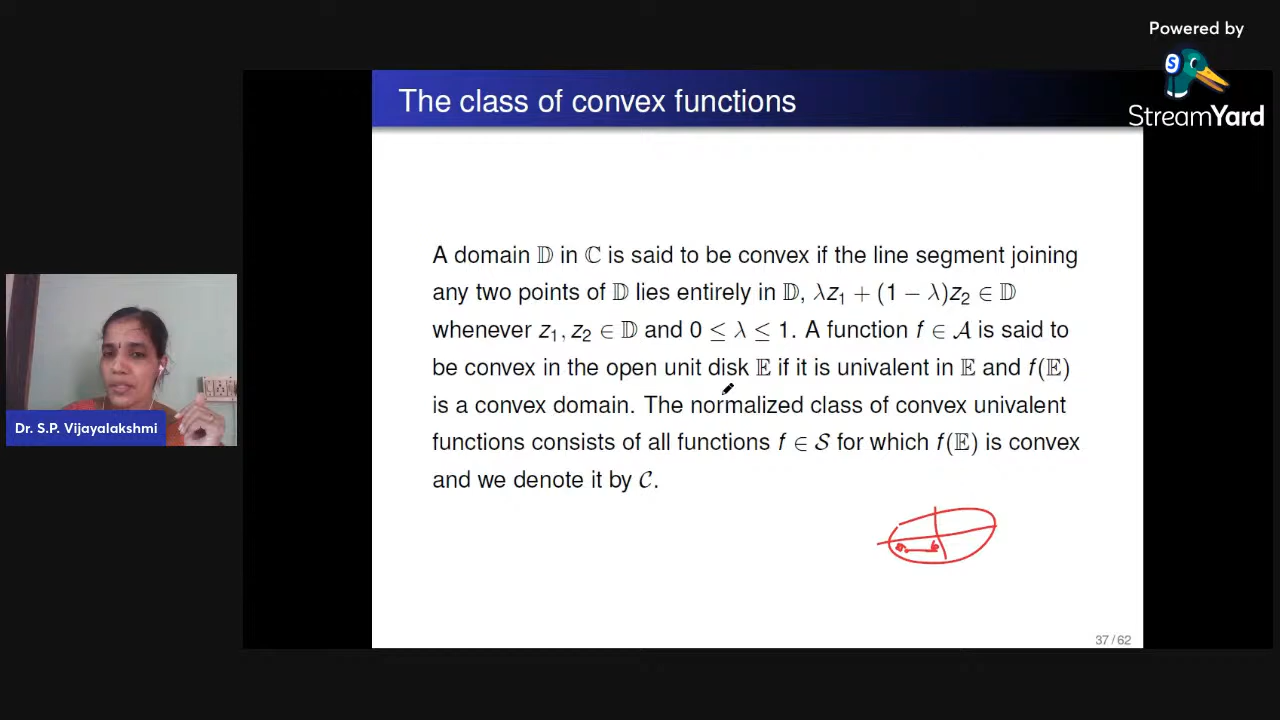 Powered by
S
StreamYard
The class of convex functions
A domain 𝔻 in ℂ is said to be convex if the line segment joining
any two points of 𝔻 lies entirely in 𝔻, λz₁ + (1 − λ)z₂ ∈ 𝔻
whenever z₁, z₂ ∈ 𝔻 and 0 ≤ λ ≤ 1. A function f ∈ 𝒜 is said to
be convex in the open unit disk 𝔼 if it is univalent in 𝔼 and f(𝔼)
is a convex domain. The normalized class of convex univalent
functions consists of all functions f ∈ 𝒮 for which f(𝔼) is convex
and we denote it by 𝒞.
Dr. S.P. Vijayalakshmi
37 / 62